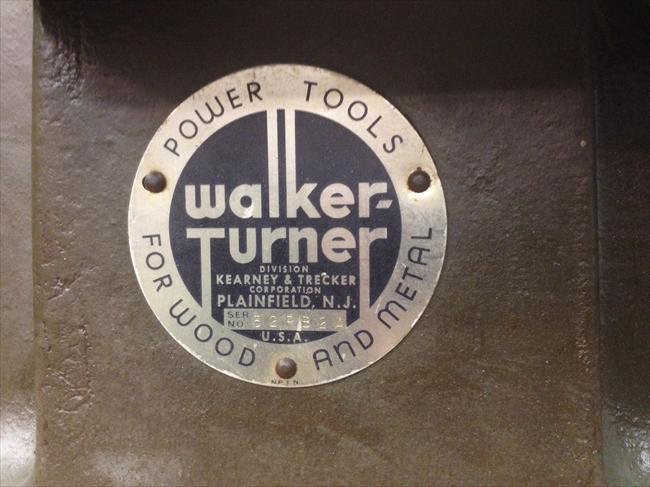 POWER TOOLS
walker-
Turner
DIVISION
KEARNEY & TRECKER
CORPORATION
PLAINFIELD, N.J.
SER.
NO.
U.S.A.
FOR WOOD AND METAL